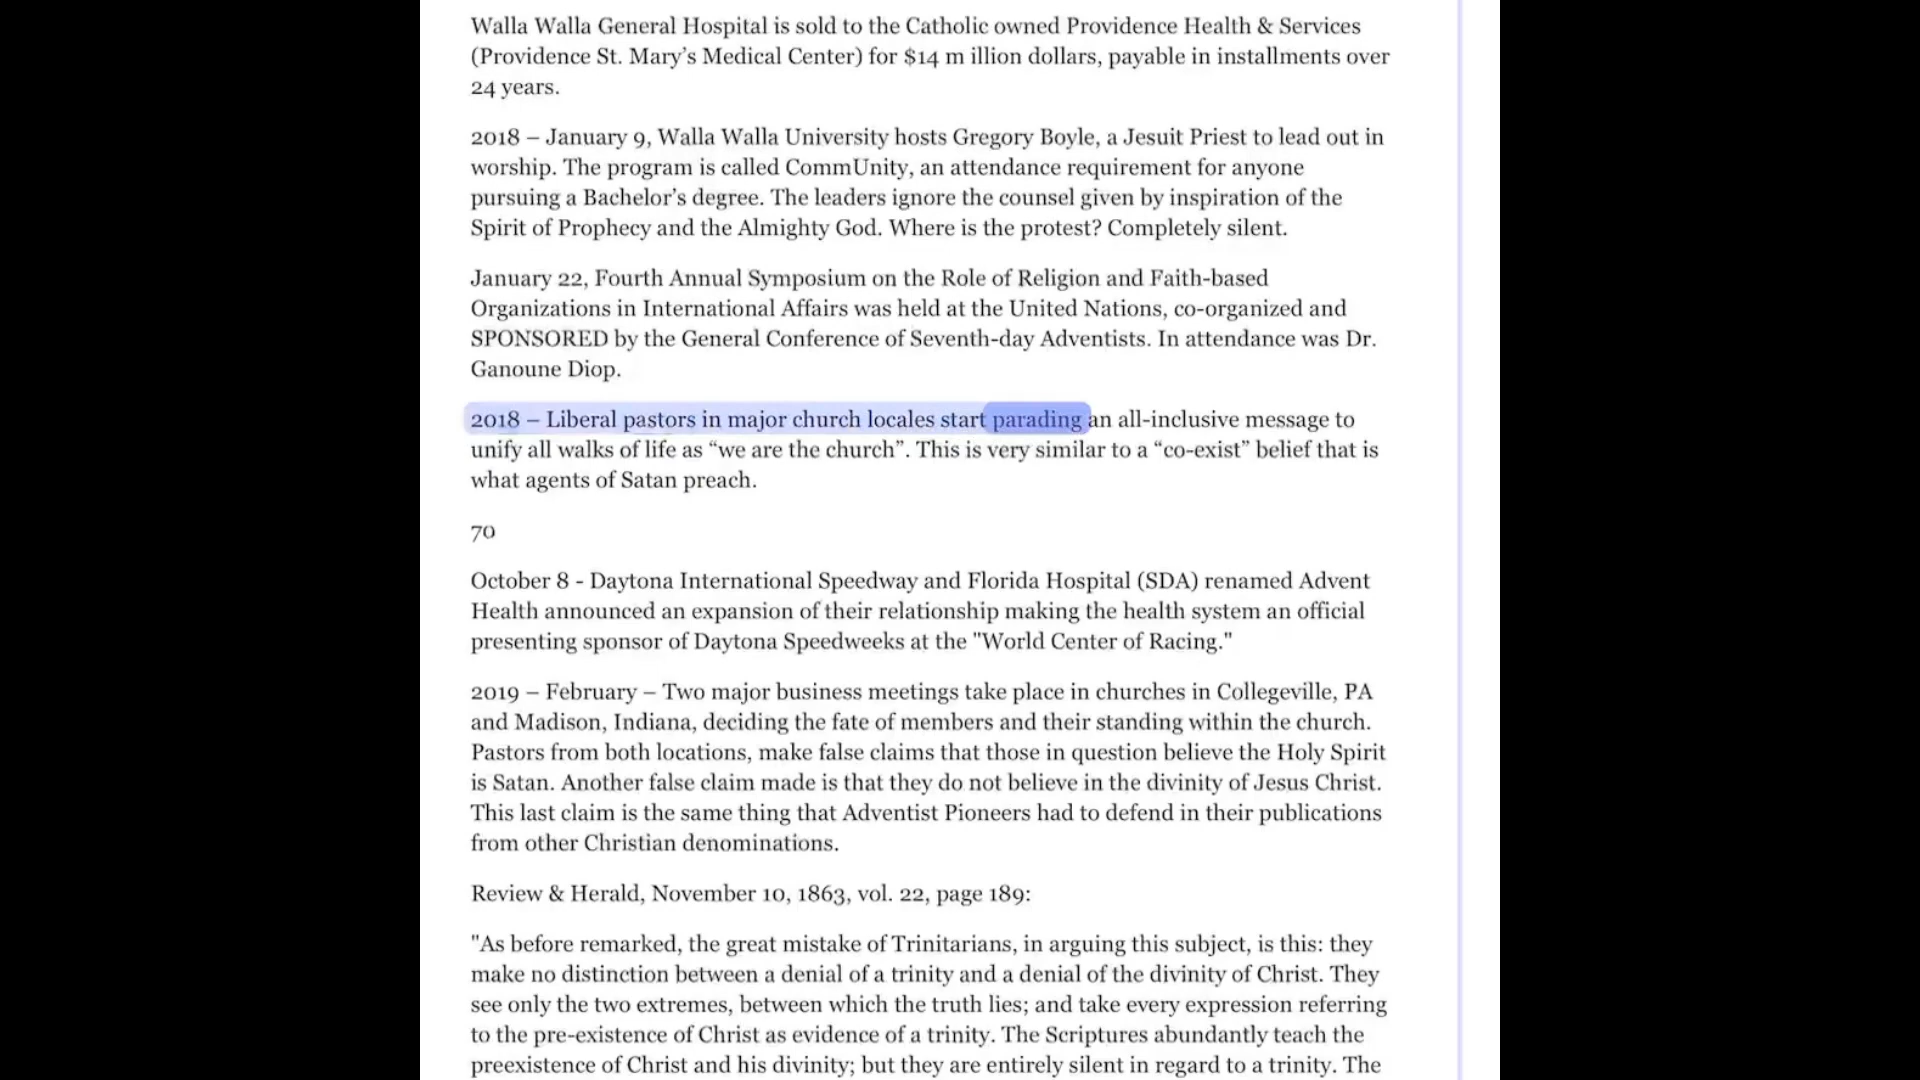 Walla Walla General Hospital is sold to the Catholic owned Providence Health & Services
(Providence St. Mary’s Medical Center) for $14 m illion dollars, payable in installments over
24 years.
2018 – January 9, Walla Walla University hosts Gregory Boyle, a Jesuit Priest to lead out in
worship. The program is called CommUnity, an attendance requirement for anyone
pursuing a Bachelor’s degree. The leaders ignore the counsel given by inspiration of the
Spirit of Prophecy and the Almighty God. Where is the protest? Completely silent.
January 22, Fourth Annual Symposium on the Role of Religion and Faith-based
Organizations in International Affairs was held at the United Nations, co-organized and
SPONSORED by the General Conference of Seventh-day Adventists. In attendance was Dr.
Ganoune Diop.
2018 – Liberal pastors in major church locales start parading an all-inclusive message to
unify all walks of life as “we are the church”. This is very similar to a “co-exist” belief that is
what agents of Satan preach.
70
October 8 - Daytona International Speedway and Florida Hospital (SDA) renamed Advent
Health announced an expansion of their relationship making the health system an official
presenting sponsor of Daytona Speedweeks at the "World Center of Racing."
2019 – February – Two major business meetings take place in churches in Collegeville, PA
and Madison, Indiana, deciding the fate of members and their standing within the church.
Pastors from both locations, make false claims that those in question believe the Holy Spirit
is Satan. Another false claim made is that they do not believe in the divinity of Jesus Christ.
This last claim is the same thing that Adventist Pioneers had to defend in their publications
from other Christian denominations.
Review & Herald, November 10, 1863, vol. 22, page 189:
"As before remarked, the great mistake of Trinitarians, in arguing this subject, is this: they
make no distinction between a denial of a trinity and a denial of the divinity of Christ. They
see only the two extremes, between which the truth lies; and take every expression referring
to the pre-existence of Christ as evidence of a trinity. The Scriptures abundantly teach the
preexistence of Christ and his divinity; but they are entirely silent in regard to a trinity. The